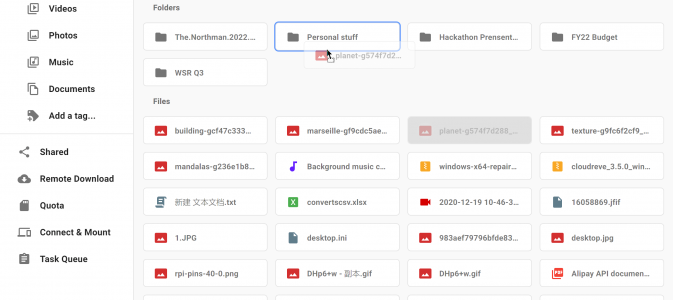 Videos
Photos
Music
Documents
Add a tag...
Shared
Remote Download
Quota
Connect & Mount
Task Queue
Folders
The.Northman.2022....
Personal stuff
Hackathon Prensent...
FY22 Budget
planet-g574f7d2...
WSR Q3
Files
building-gcf47c333...
marseille-gf9cdc5ae...
planet-g574f7d288_...
texture-g9fc6f2cf9_...
mandalas-g236e1b8...
Background music c...
windows-x64-repair...
cloudreve_3.5.0_win...
新建 文本文档.txt
convertscsv.xlsx
2020-12-19 10-46-3...
16058869.jfif
1.JPG
desktop.ini
983aef79796bfde83...
desktop.jpg
rpi-pins-40-0.png
DHp6+w - 副本.gif
DHp6+w.gif
Alipay API documen...